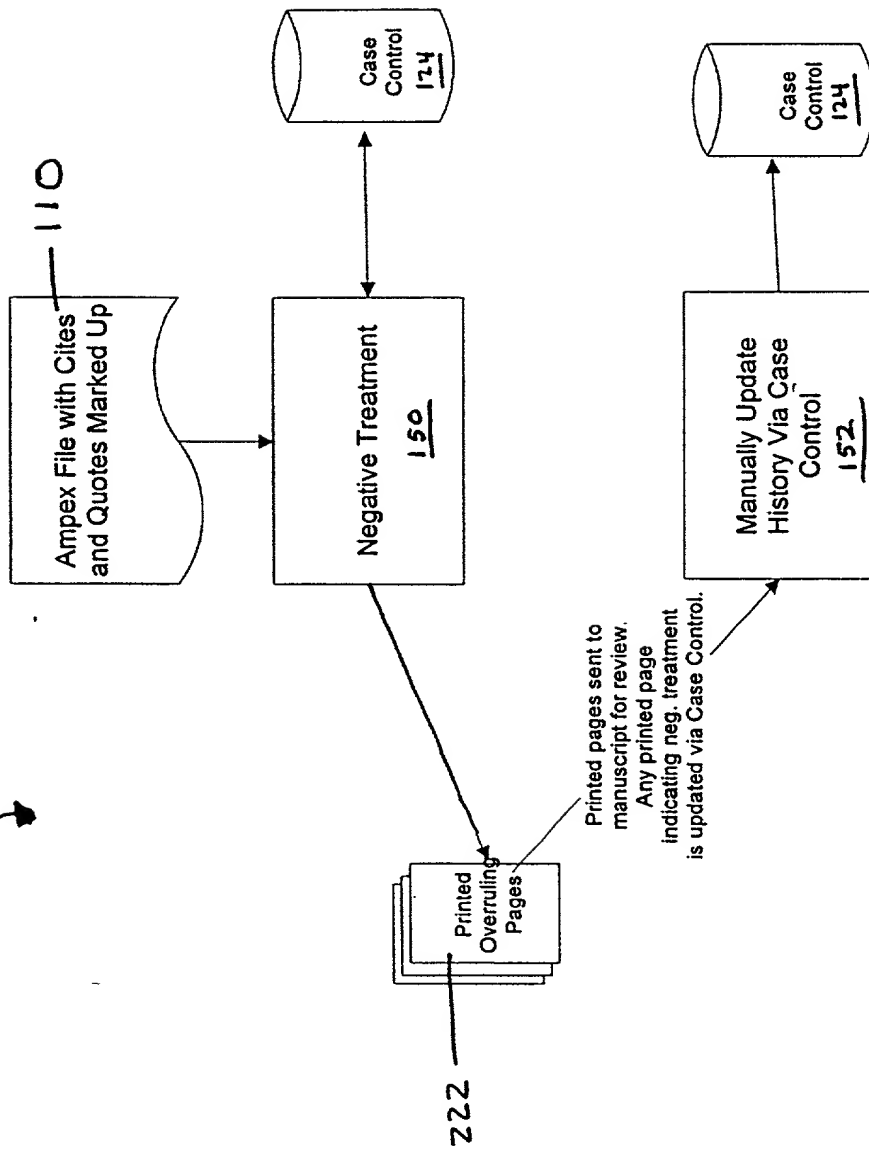 110
Ampex File with Cites
and Quotes Marked Up
Negative Treatment
150
Case
Control
124
Printed
Overruling
Pages
222
Printed pages sent to
manuscript for review.
Any printed page
indicating neg. treatment
is updated via Case Control.
Manually Update
History Via Case
Control
152
Case
Control
124